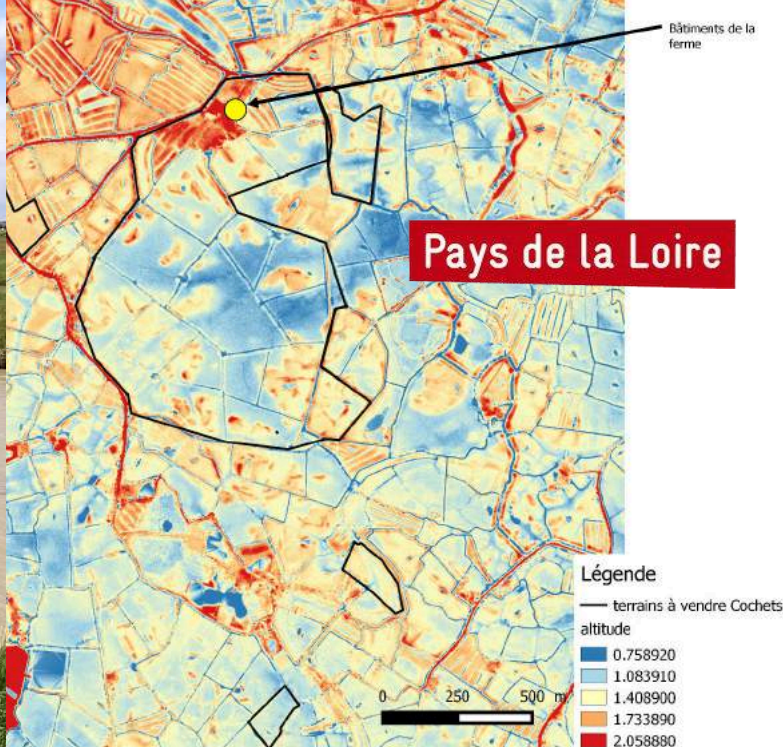 Bâtiments de la
ferme
Pays de la Loire
Légende
terrains à vendre Cochets
altitude
0.758920
1.083910
1.408900
1.733890
2.058880
0 250 500 m